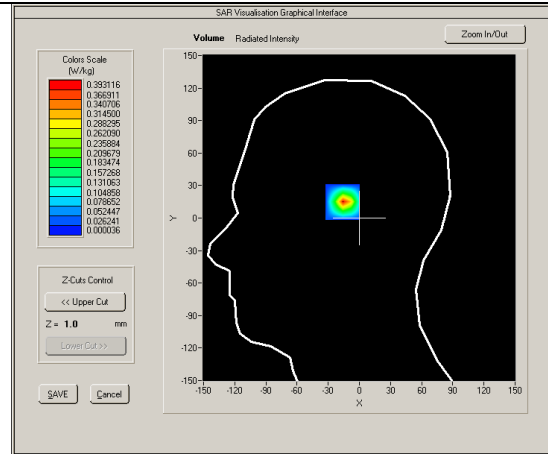 SAR Visualisation Graphical Interface
Volume Radiated Intensity
Zoom In/Out
Colors Scale
(W/kg)
0.393116
0.366911
0.340706
0.314500
0.288295
0.262090
0.235884
0.209679
0.183474
0.157268
0.131063
0.104858
0.078652
0.052447
0.026241
0.000036
Z-Cuts Control
<< Upper Cut
Z = 1.0 mm
Lower Cut >>
SAVE Cancel
150
120
90
60
30
0
-30
-60
-90
-120
-150
Y
-150 -120 -90 -60 -30 0 30 60 90 120 150
X